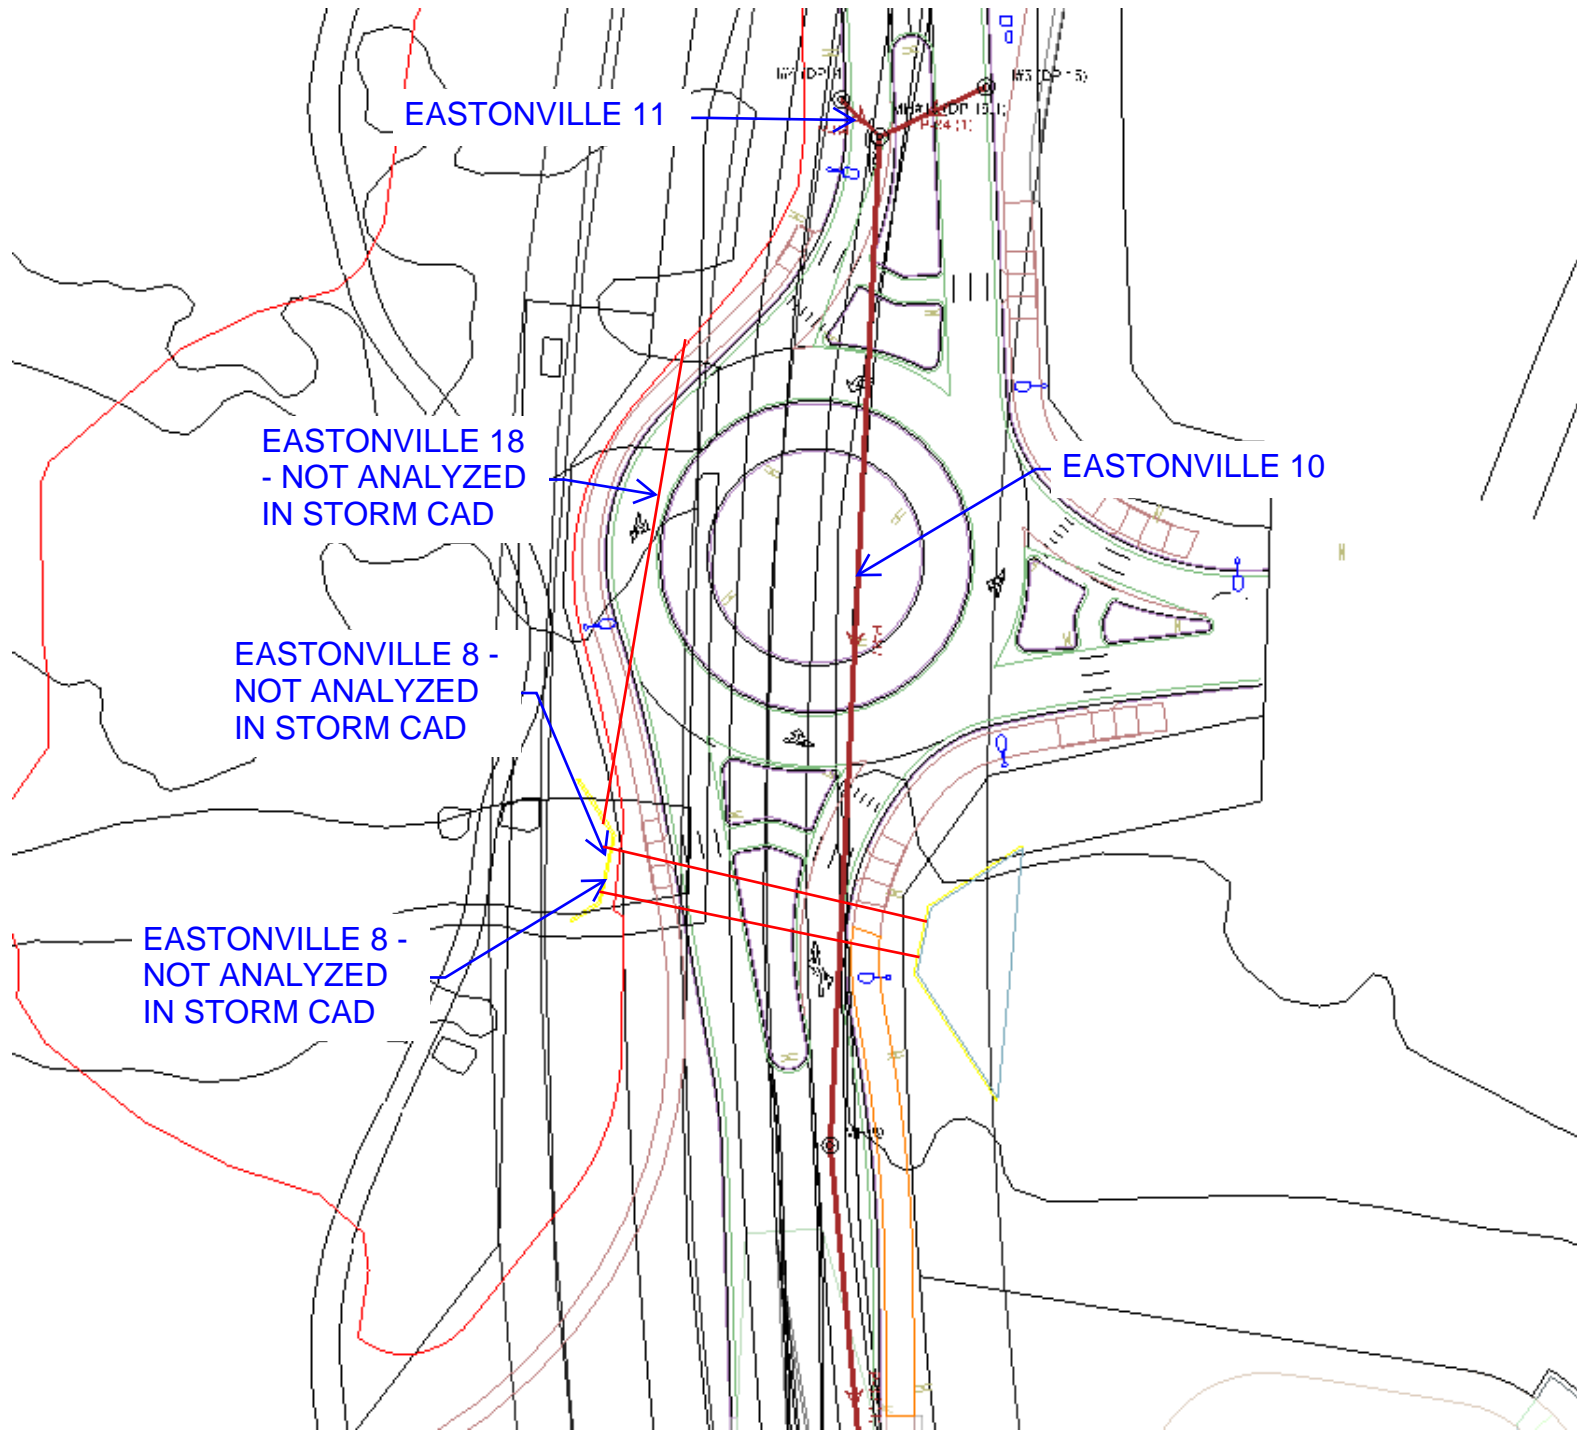 EASTONVILLE 11
EASTONVILLE 18
- NOT ANALYZED
IN STORM CAD
EASTONVILLE 10
EASTONVILLE 8 -
NOT ANALYZED
IN STORM CAD
EASTONVILLE 8 -
NOT ANALYZED
IN STORM CAD